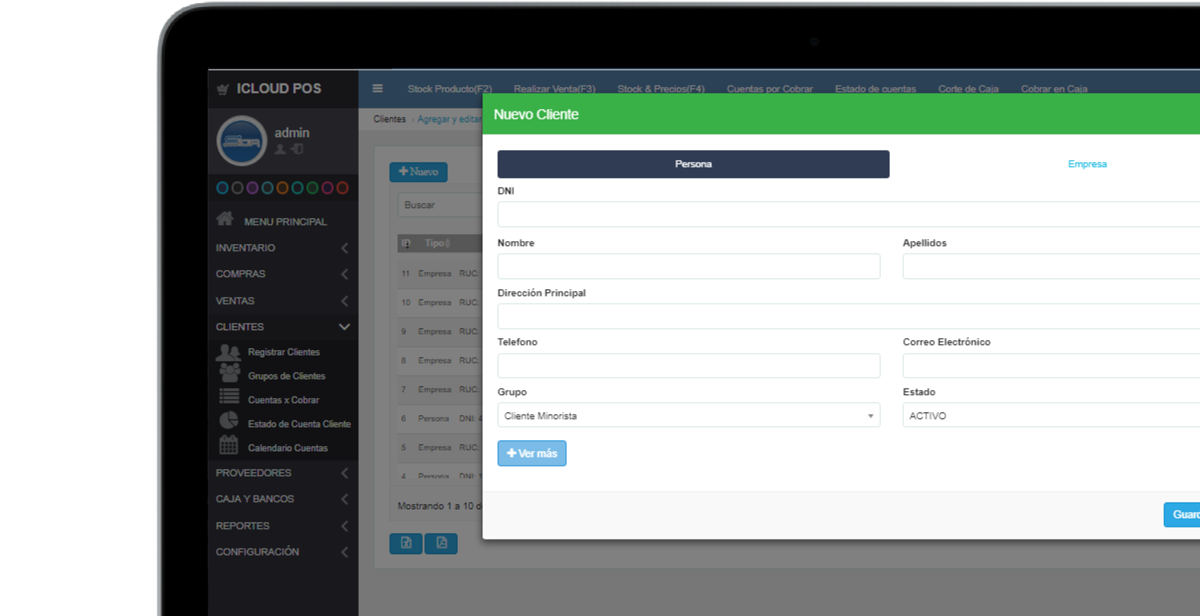 ICLOUD POS
Stock Producto(F2) Realizar Venta(F3) Stock & Precios(F4) Cuentas por Cobrar Estado de cuentas Corte de Caja Cobrar en Caja
admin
MENU PRINCIPAL
INVENTARIO
COMPRAS
VENTAS
CLIENTES
Registrar Clientes
Grupos de Clientes
Cuentas x Cobrar
Estado de Cuenta Cliente
Calendario Cuentas
PROVEEDORES
CAJA Y BANCOS
REPORTES
CONFIGURACIÓN
Clientes › Agregar y editar
Nuevo
Buscar
ID Tipo
11 Empresa RUC:
10 Empresa RUC:
9 Empresa RUC:
8 Empresa RUC:
7 Empresa RUC:
6 Persona DNI: 4
5 Empresa RUC:
4 Persona DNI:
Mostrando 1 a 10 d
Nuevo Cliente
Persona Empresa
DNI
Nombre Apellidos
Dirección Principal
Telefono Correo Electrónico
Grupo Estado
Cliente Minorista ACTIVO
Ver más
Guard